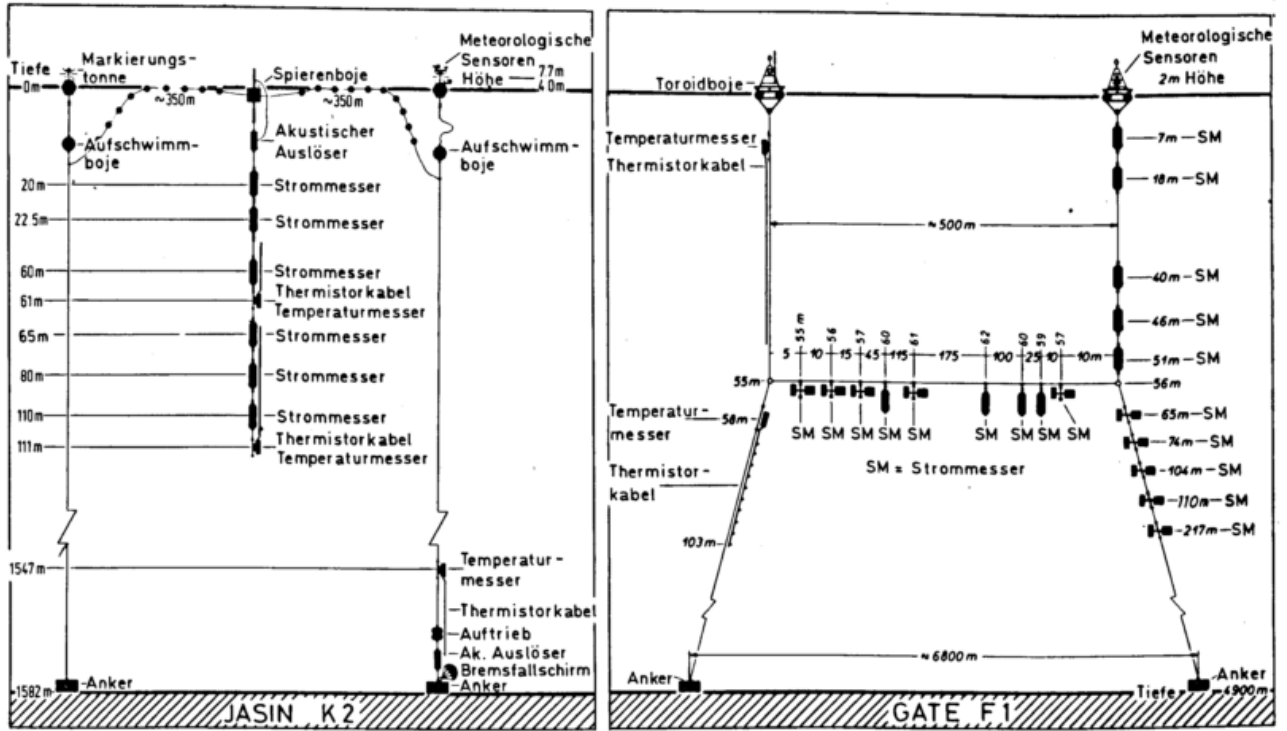 Tiefe
0m
Markierungs-
tonne
~350m
Spierenboje
~350m
Meteorologische
Sensoren
Höhe
7.7m
4.0m
Aufschwimm-
boje
Akustischer
Auslöser
Aufschwimm-
boje
20m
Strommesser
22.5m
Strommesser
60m
Strommesser
61m
Thermistorkabel
Temperaturmesser
65m
Strommesser
80m
Strommesser
110m
Strommesser
111m
Thermistorkabel
Temperaturmesser
1547m
Temperatur-
messer
Thermistorkabel
Auftrieb
Ak. Auslöser
Bremsfallschirm
1582m
Anker
Anker
JASIN K2
Meteorologische
Sensoren
2m Höhe
Toroidboje
Temperaturmesser
Thermistorkabel
7m SM
18m SM
≈500m
40m SM
46m SM
51m SM
55m 56 57 60 61 62 60 59 57
5 10 15 45 115 175 100 25 10 10m
55m
56m
SM SM SM SM SM SM SM SM SM
SM = Strommesser
Temperatur-
messer
58m
Thermistor-
kabel
103m
65m SM
74m SM
104m SM
110m SM
217m SM
≈6800m
Anker
Anker
Tiefe 4900m
GATE F1